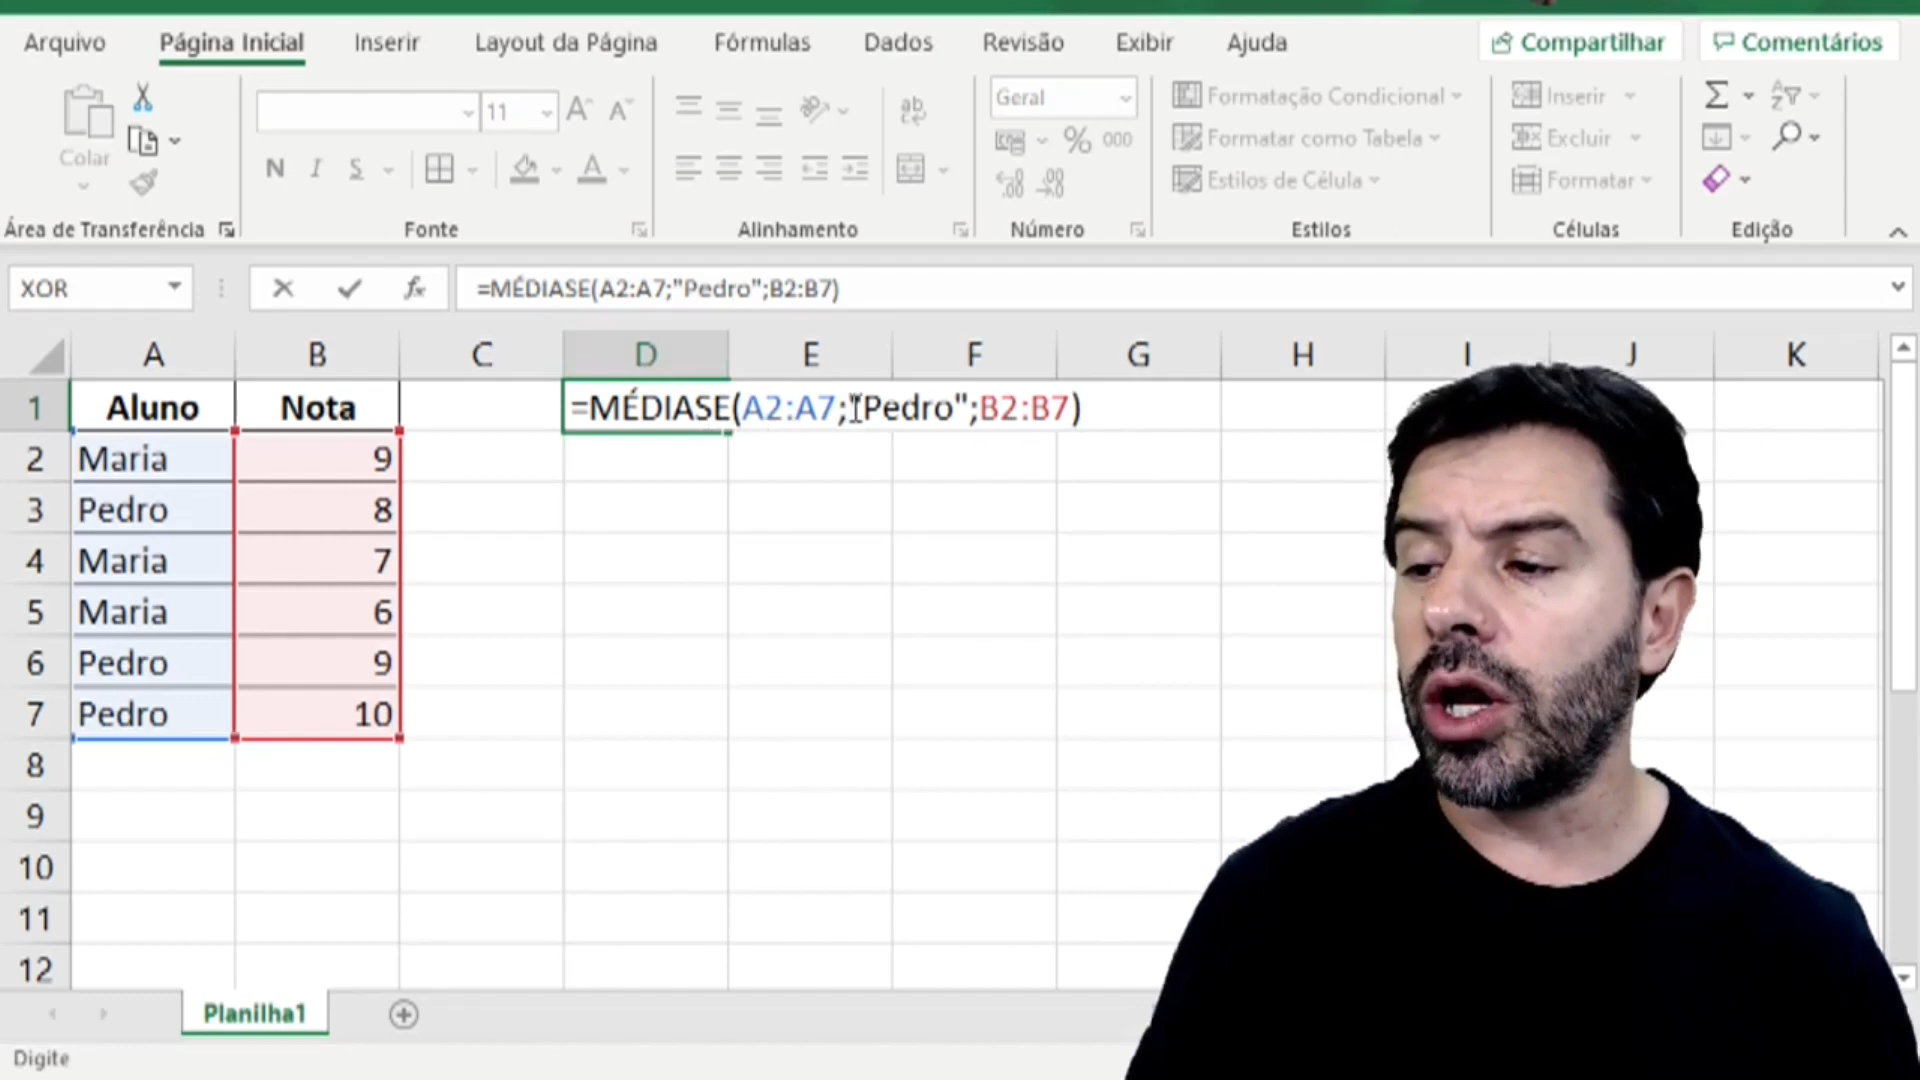 Arquivo Página Inicial Inserir Layout da Página Fórmulas Dados Revisão Exibir Ajuda Compartilhar Comentários
Colar
11 A A
N I S A
ab
Geral
% 000
,00 ,00
Formatação Condicional
Formatar como Tabela
Estilos de Célula
Inserir
Excluir
Formatar
Σ
Área de Transferência Fonte Alinhamento Número Estilos Células Edição
XOR fx =MÉDIASE(A2:A7;"Pedro";B2:B7)
A B C D E F G H I J K
1 Aluno Nota =MÉDIASE(A2:A7;"Pedro";B2:B7)
2 Maria 9
3 Pedro 8
4 Maria 7
5 Maria 6
6 Pedro 9
7 Pedro 10
8
9
10
11
12
Planilha1
Digite